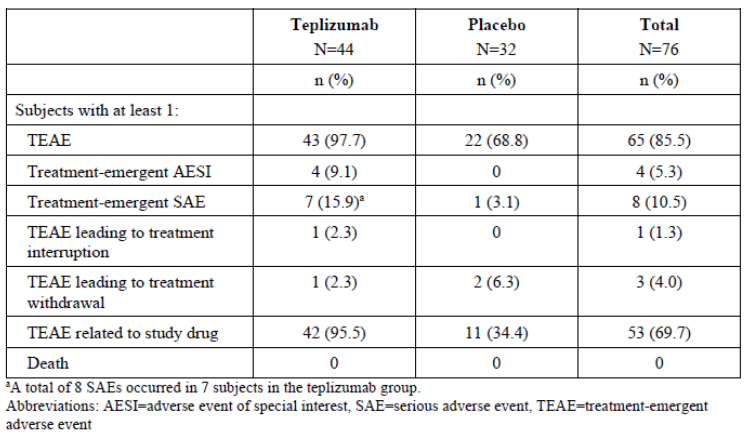 Teplizumab Placebo Total
N=44 N=32 N=76
n (%) n (%) n (%)
Subjects with at least 1:
TEAE 43 (97.7) 22 (68.8) 65 (85.5)
Treatment-emergent AESI 4 (9.1) 0 4 (5.3)
Treatment-emergent SAE 7 (15.9)ᵃ 1 (3.1) 8 (10.5)
TEAE leading to treatment 1 (2.3) 0 1 (1.3)
interruption
TEAE leading to treatment 1 (2.3) 2 (6.3) 3 (4.0)
withdrawal
TEAE related to study drug 42 (95.5) 11 (34.4) 53 (69.7)
Death 0 0 0
ᵃA total of 8 SAEs occurred in 7 subjects in the teplizumab group.
Abbreviations: AESI=adverse event of special interest, SAE=serious adverse event, TEAE=treatment-emergent
adverse event